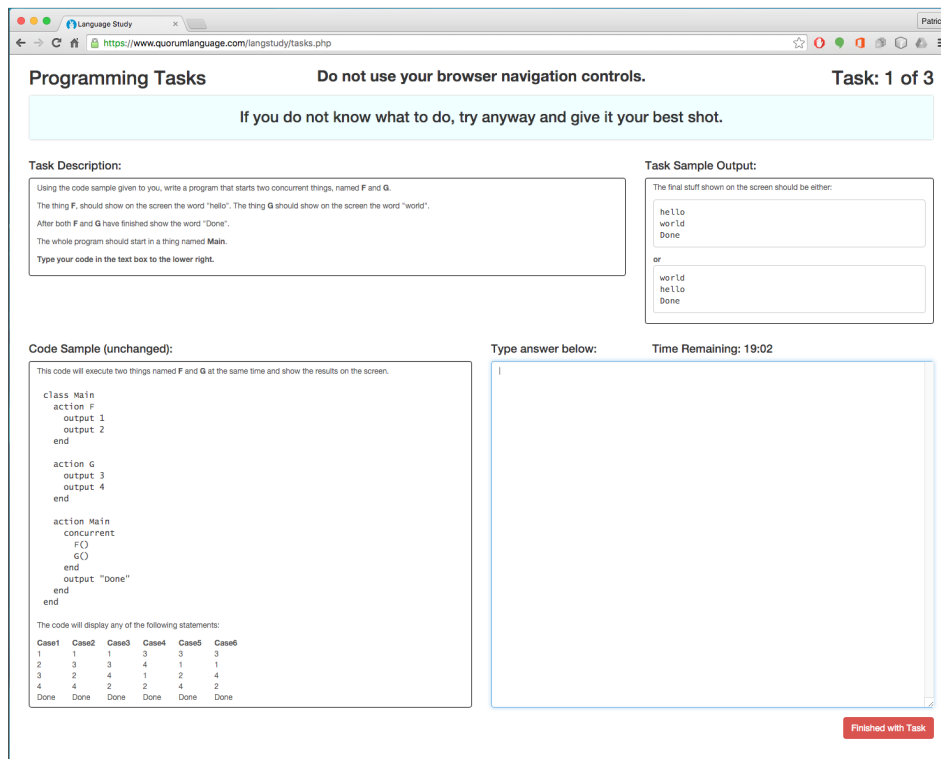 Language Study
Patric
https://www.quorumlanguage.com/langstudy/tasks.php
Programming Tasks
Do not use your browser navigation controls.
Task: 1 of 3
If you do not know what to do, try anyway and give it your best shot.
Task Description:
Using the code sample given to you, write a program that starts two concurrent things, named F and G.
The thing F, should show on the screen the word "hello". The thing G should show on the screen the word "world".
After both F and G have finished show the word "Done".
The whole program should start in a thing named Main.
Type your code in the text box to the lower right.
Task Sample Output:
The final stuff shown on the screen should be either:
hello
world
Done
or
world
hello
Done
Code Sample (unchanged):
This code will execute two things named F and G at the same time and show the results on the screen.
class Main
  action F
    output 1
    output 2
  end
  action G
    output 3
    output 4
  end
  action Main
    concurrent
      F()
      G()
    end
    output "Done"
  end
end
The code will display any of the following statements:
Case1 Case2 Case3 Case4 Case5 Case6
1 1 1 3 3 3
2 3 3 4 1 1
3 2 4 1 2 4
4 4 2 2 4 2
Done Done Done Done Done Done
Type answer below:
Time Remaining: 19:02
Finished with Task